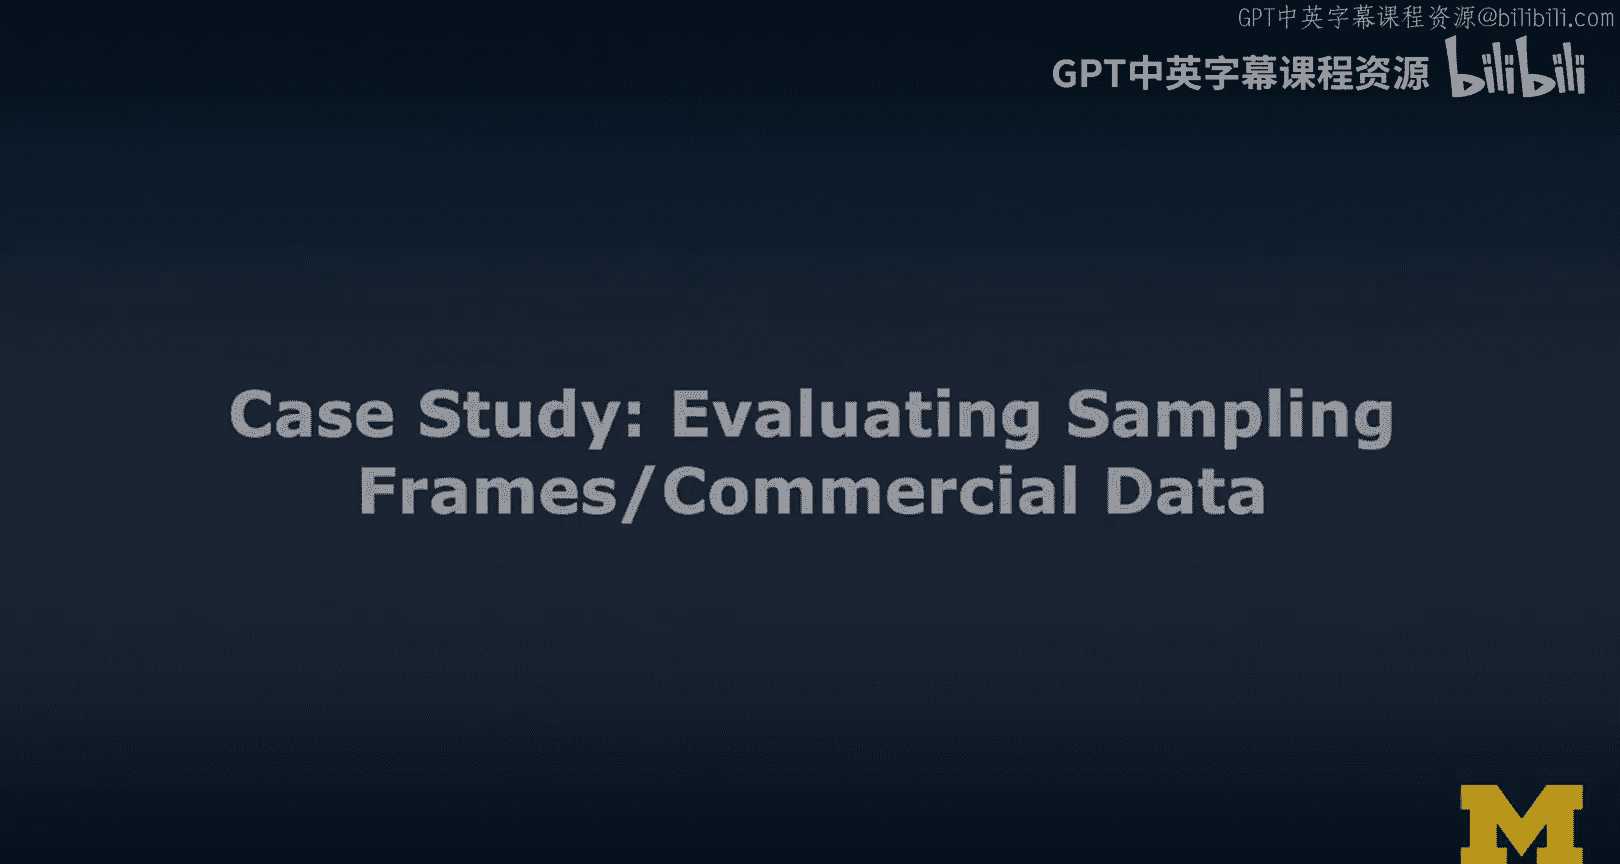 GPT中英字幕课程资源@bilibili.com
GPT中英字幕课程资源 bilibili
Case Study: Evaluating Sampling
Frames/Commercial Data
M